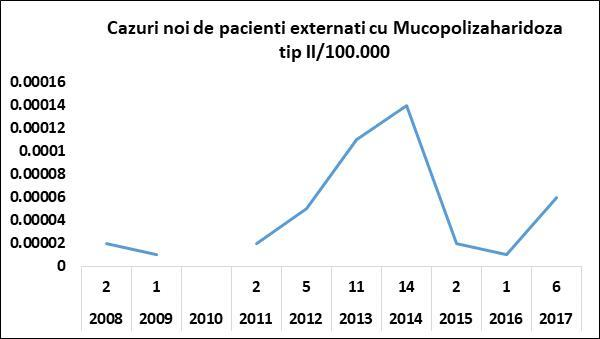 Cazuri noi de pacienti externati cu Mucopolizaharidoza
tip II/100.000
0.00016
0.00014
0.00012
0.0001
0.00008
0.00006
0.00004
0.00002
0
2 1 2 5 11 14 2 1 6
2008 2009 2010 2011 2012 2013 2014 2015 2016 2017